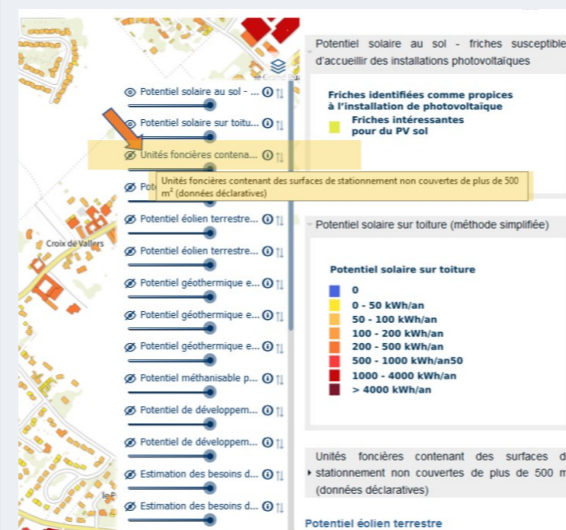 Potentiel solaire au sol - ...
Potentiel solaire sur toitu...
Unités foncières contena...
Unités foncières contenant des surfaces de stationnement non couvertes de plus de 500
m² (données déclaratives)
Potentiel éolien terrestre...
Potentiel éolien terrestre...
Potentiel géothermique e...
Potentiel géothermique e...
Potentiel géothermique e...
Potentiel méthanisable p...
Potentiel de développem...
Potentiel de développem...
Estimation des besoins d...
Estimation des besoins d...
Croix de Vallers
Potentiel solaire au sol - friches susceptible
d'accueillir des installations photovoltaïques
Friches identifiées comme propices
à l'installation de photovoltaïque
Friches intéressantes
pour du PV sol
Potentiel solaire sur toiture (méthode simplifiée)
Potentiel solaire sur toiture
0
0 - 50 kWh/an
50 - 100 kWh/an
100 - 200 kWh/an
200 - 500 kWh/an
500 - 1000 kWh/an50
1000 - 4000 kWh/an
> 4000 kWh/an
Unités foncières contenant des surfaces d
stationnement non couvertes de plus de 500 m
(données déclaratives)
Potentiel éolien terrestre